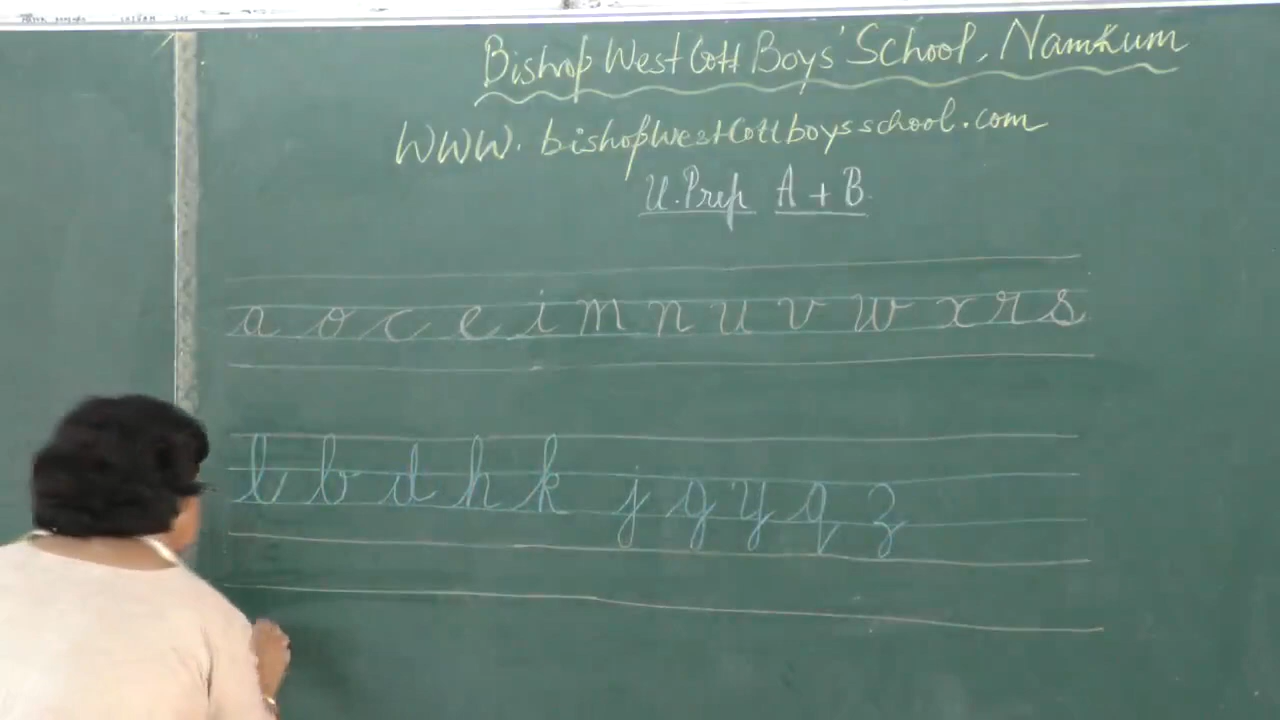 Bishop West Cott Boys' School, Namkum
WWW. bishopwestcottboysschool.com
U.Prep A + B
a o c e i m n u v w x r s
l b d h k j g y q z